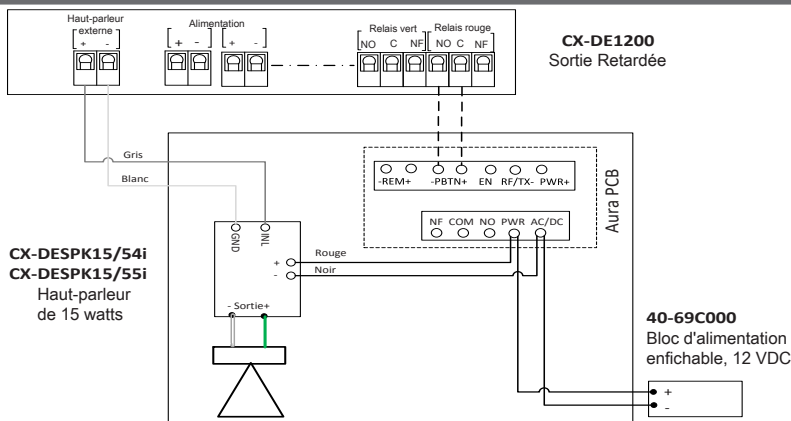 Haut-parleur
externe
+ -
Alimentation
+ - + -
Relais vert Relais rouge
NO C NF NO C NF
CX-DE1200
Sortie Retardée
Gris
Blanc
-REM+ -PBTN+ EN RF/TX- PWR+
NF COM NO PWR AC/DC
Aura PCB
GND INL
CX-DESPK15/54i
CX-DESPK15/55i
Haut-parleur
de 15 watts
+ Rouge
- Noir
- Sortie+
40-69C000
Bloc d'alimentation
enfichable, 12 VDC
+
-